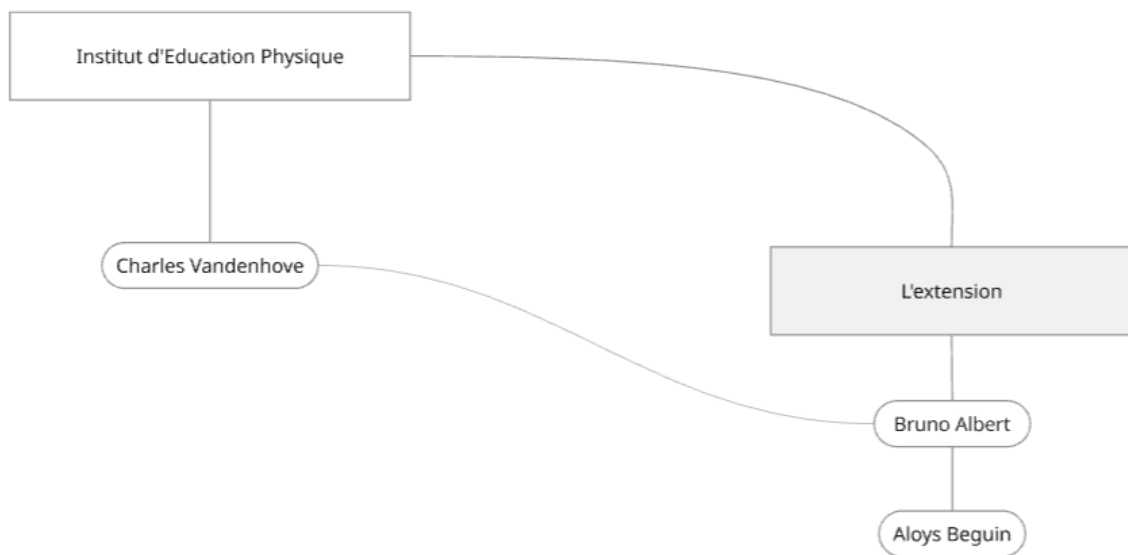 Institut d'Education Physique
Charles Vandenhove
L'extension
Bruno Albert
Aloys Beguin